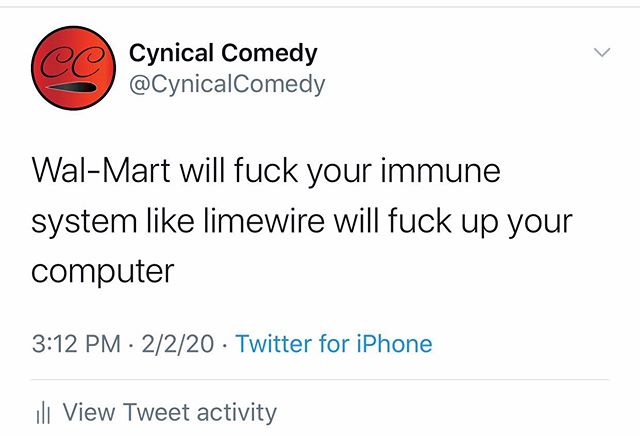 CC
Cynical Comedy
@CynicalComedy
Wal-Mart will fuck your immune
system like limewire will fuck up your
computer
3:12 PM · 2/2/20 · Twitter for iPhone
View Tweet activity